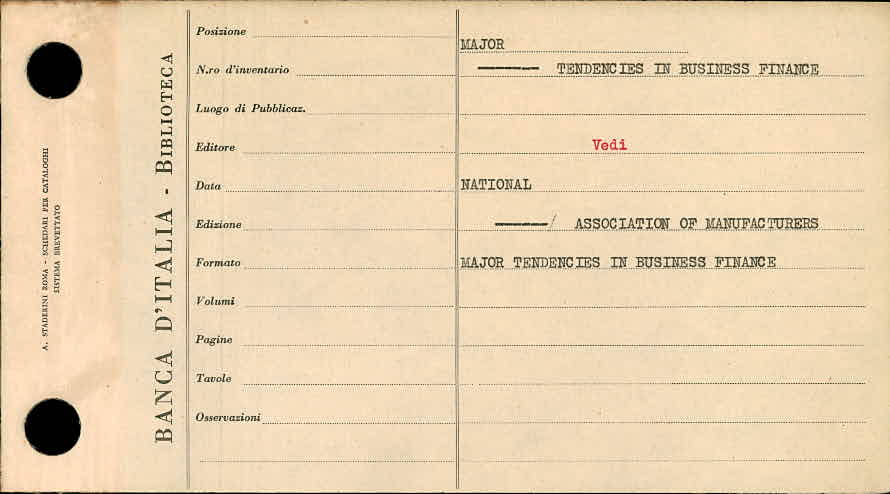 A. STADERINI ROMA - SCHEDARI PER CATALOGHI
SISTEMA BREVETTATO
BANCA D'ITALIA - BIBLIOTECA
Posizione
N.ro d'inventario
Luogo di Pubblicaz.
Editore
Data
Edizione
Formato
Volumi
Pagine
Tavole
Osservazioni
MAJOR
——— TENDENCIES IN BUSINESS FINANCE
Vedi
NATIONAL
———/ ASSOCIATION OF MANUFACTURERS
MAJOR TENDENCIES IN BUSINESS FINANCE